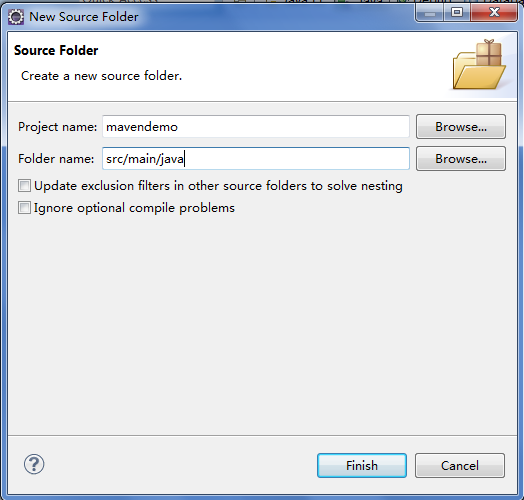 New Source Folder
Source Folder
Create a new source folder.
Project name: mavendemo Browse...
Folder name: src/main/java Browse...
Update exclusion filters in other source folders to solve nesting
Ignore optional compile problems
? Finish Cancel